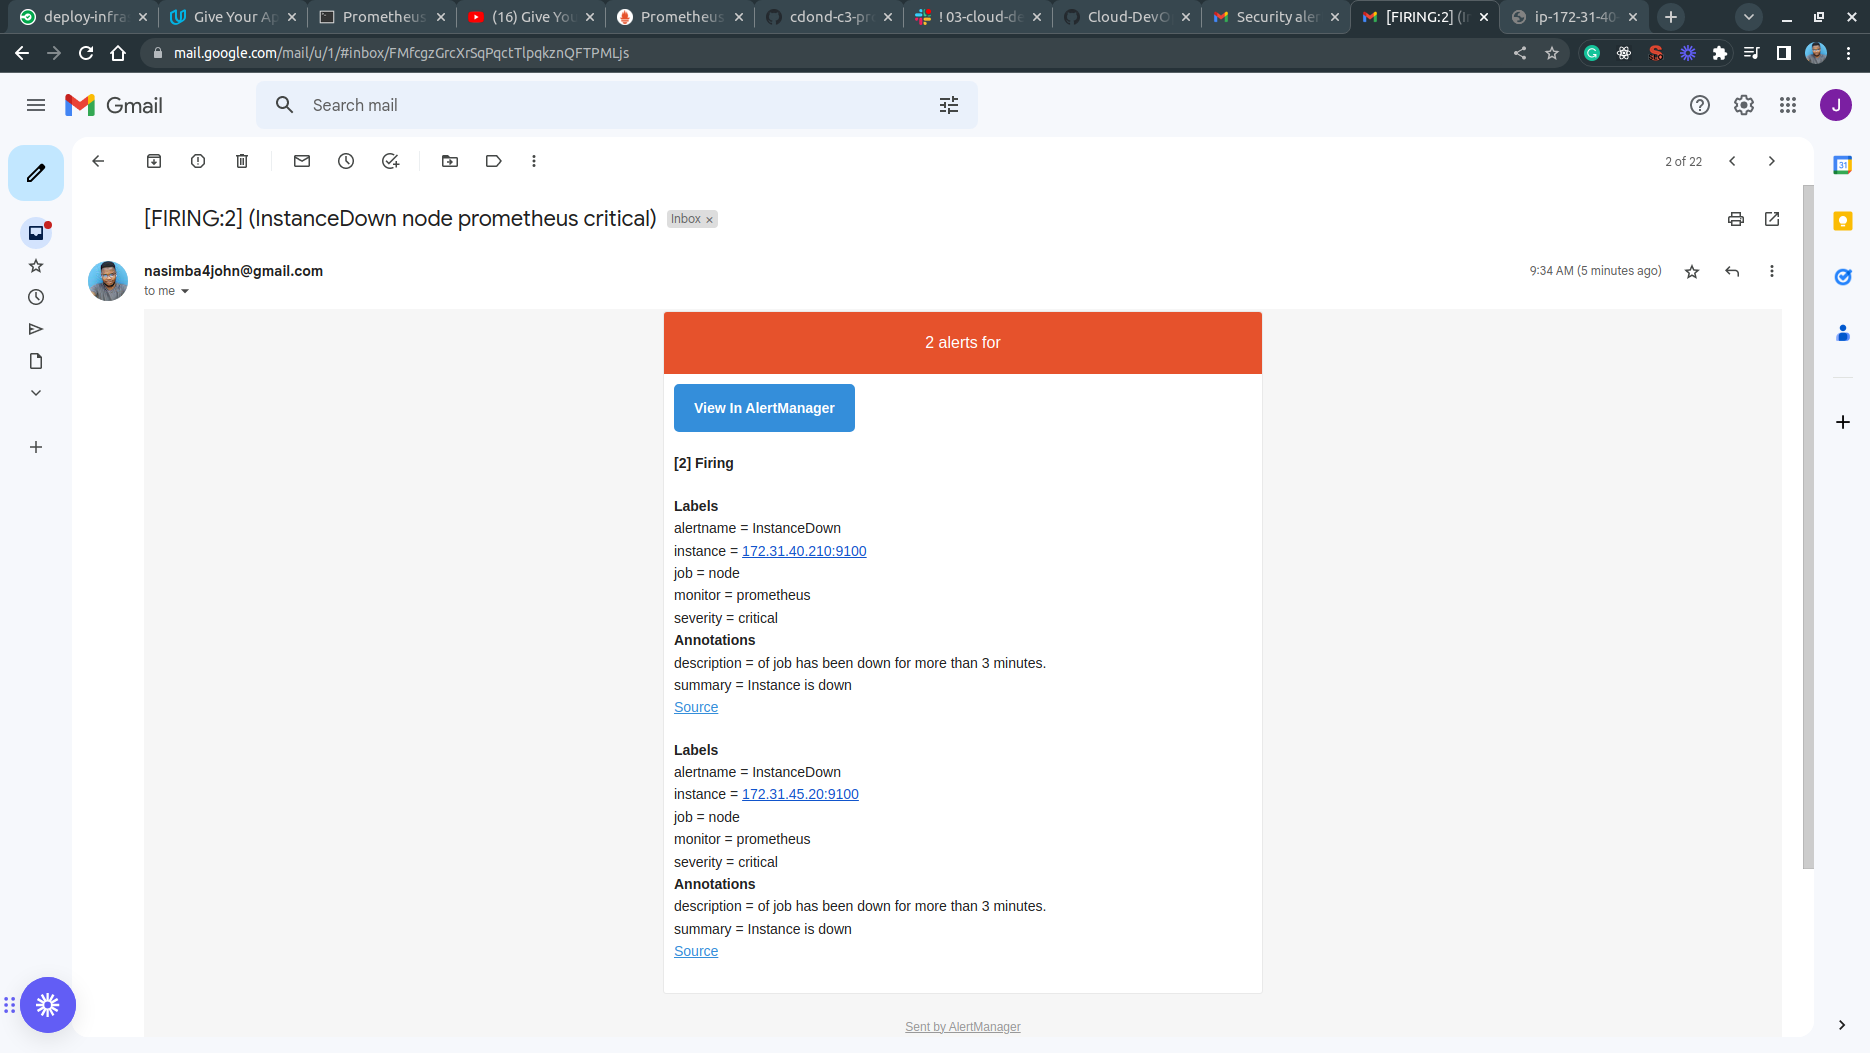 deploy-infra
Give Your Ap
Prometheus
(16) Give You
Prometheus
cdond-c3-pro
! 03-cloud-de
Cloud-DevO
Security aler
[FIRING:2] (I
ip-172-31-40-
mail.google.com/mail/u/1/#inbox/FMfcgzGrcXrSqPqctTlpqkznQFTPMLjs
Gmail
Search mail
J
2 of 22
[FIRING:2] (InstanceDown node prometheus critical)
Inbox ×
nasimba4john@gmail.com
9:34 AM (5 minutes ago)
to me
2 alerts for
View In AlertManager
[2] Firing
Labels
alertname = InstanceDown
instance = 172.31.40.210:9100
job = node
monitor = prometheus
severity = critical
Annotations
description = of job has been down for more than 3 minutes.
summary = Instance is down
Source
Labels
alertname = InstanceDown
instance = 172.31.45.20:9100
job = node
monitor = prometheus
severity = critical
Annotations
description = of job has been down for more than 3 minutes.
summary = Instance is down
Source
Sent by AlertManager
31